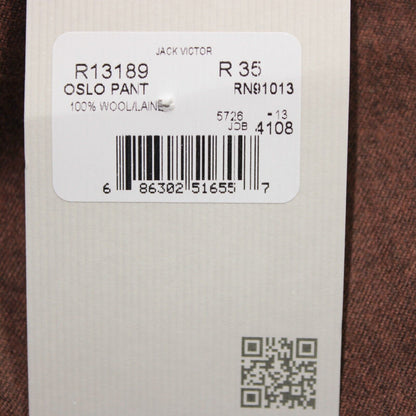 JACK VICTOR
R13189 R 35
OSLO PANT RN91013
100% WOOL/LAINE
5726 -13
JOB 4108
6 86302 51655 7